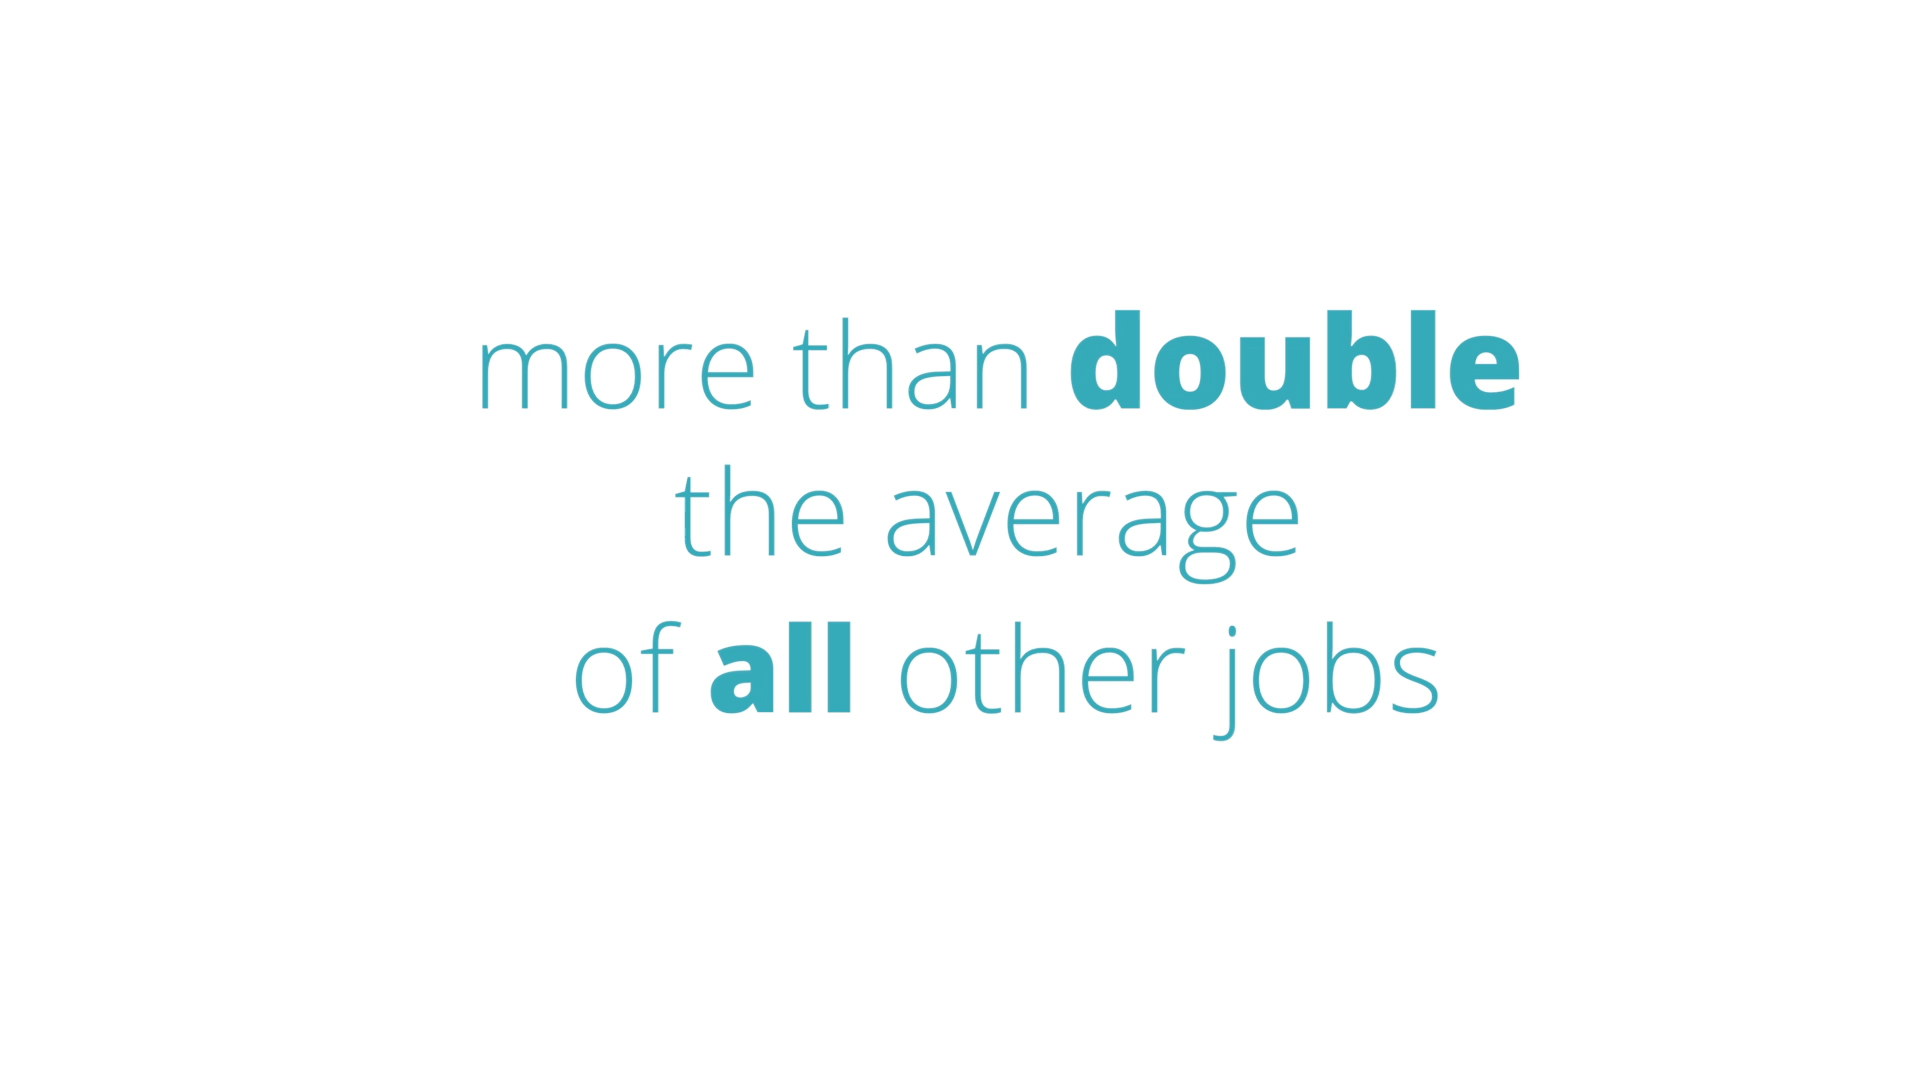 more than double
the average
of all other jobs